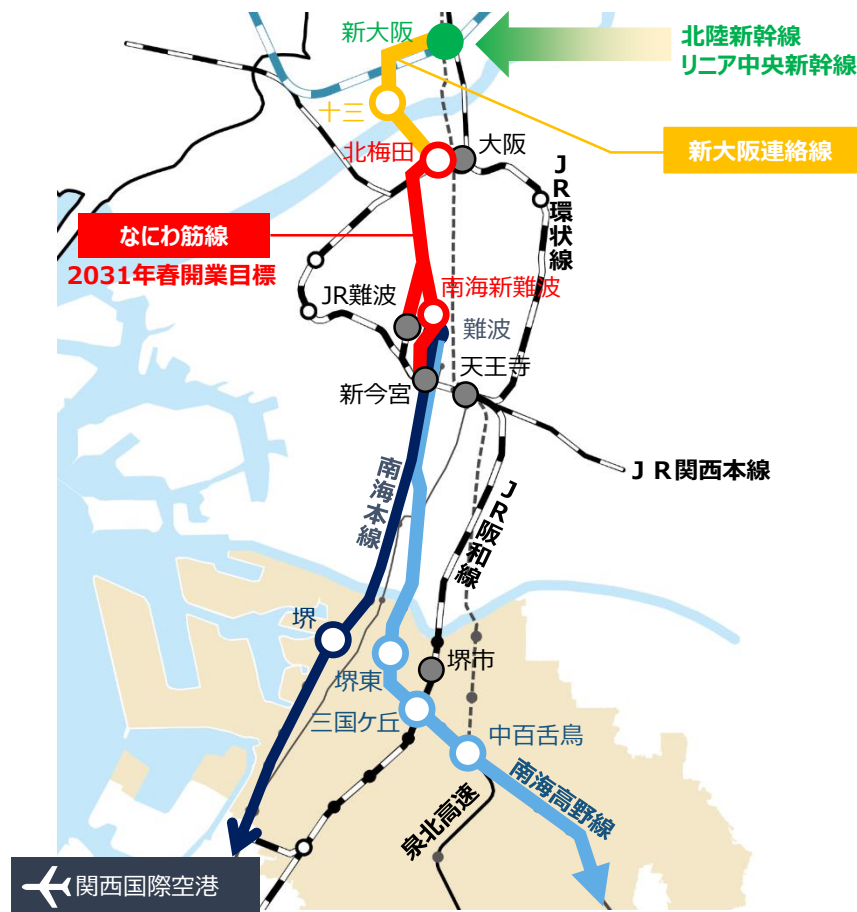 新大阪
北陸新幹線
リニア中央新幹線
十三
新大阪連絡線
北梅田
大阪
JR環状線
なにわ筋線
2031年春開業目標
JR難波
南海新難波
難波
新今宮
天王寺
JR関西本線
南海本線
JR阪和線
堺
堺東
堺市
三国ケ丘
中百舌鳥
南海高野線
泉北高速
関西国際空港